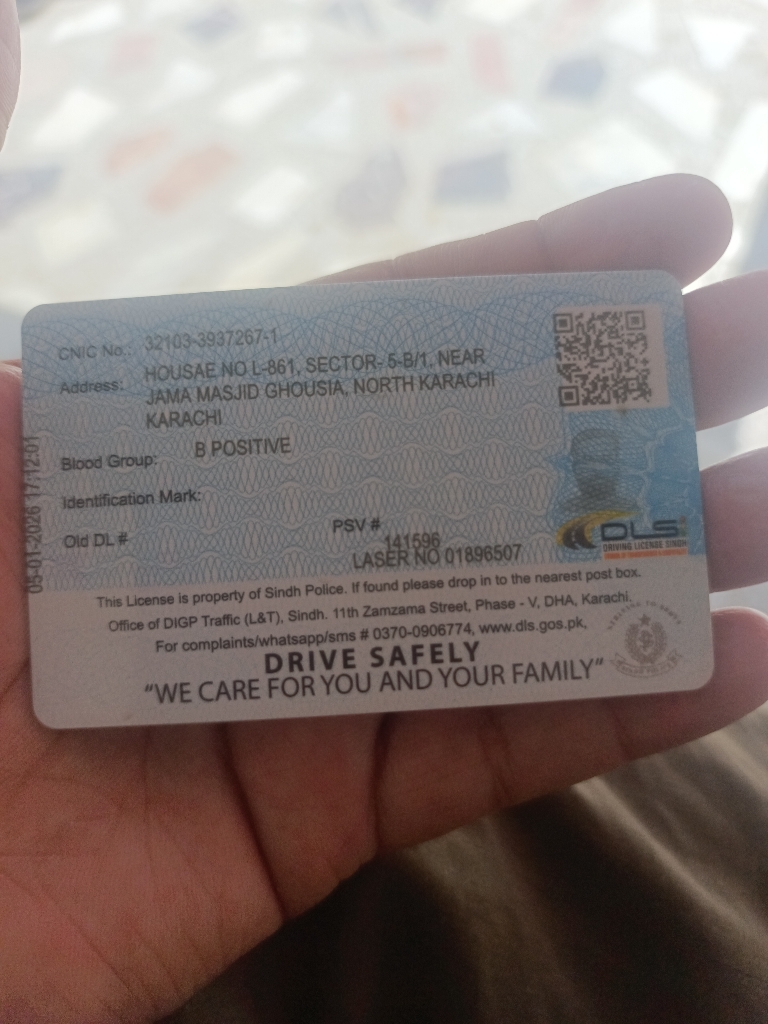 CNIC No.: 32103-3937267-1
Address: HOUSAE NO L-861, SECTOR- 5-B/1, NEAR
JAMA MASJID GHOUSIA, NORTH KARACHI
KARACHI
Blood Group: B POSITIVE
Identification Mark:
Old DL #
PSV #
141596
LASER NO 01896507
05-01-2026 17:12:01
DLS
DRIVING LICENSE SINDH
This License is property of Sindh Police. If found please drop in to the nearest post box.
Office of DIGP Traffic (L&T), Sindh. 11th Zamzama Street, Phase - V, DHA, Karachi.
For complaints/whatsapp/sms # 0370-0906774, www.dls.gos.pk,
DRIVE SAFELY
“WE CARE FOR YOU AND YOUR FAMILY”